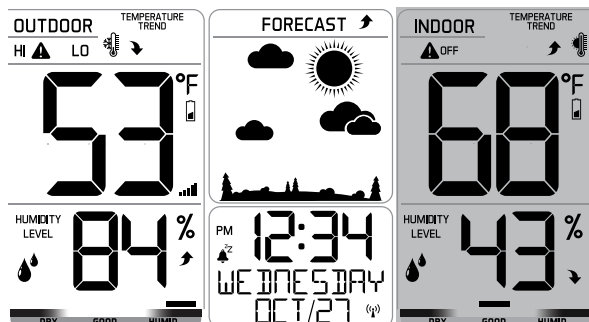 OUTDOOR
TEMPERATURE
TREND
HI LO
53 °F
HUMIDITY
LEVEL
84 %
FORECAST
PM 12:34
Z Z
WEDNESDAY
OCT/27
INDOOR
TEMPERATURE
TREND
OFF
68 °F
HUMIDITY
LEVEL
43 %
DRY GOOD HUMID
DRY GOOD HUMID